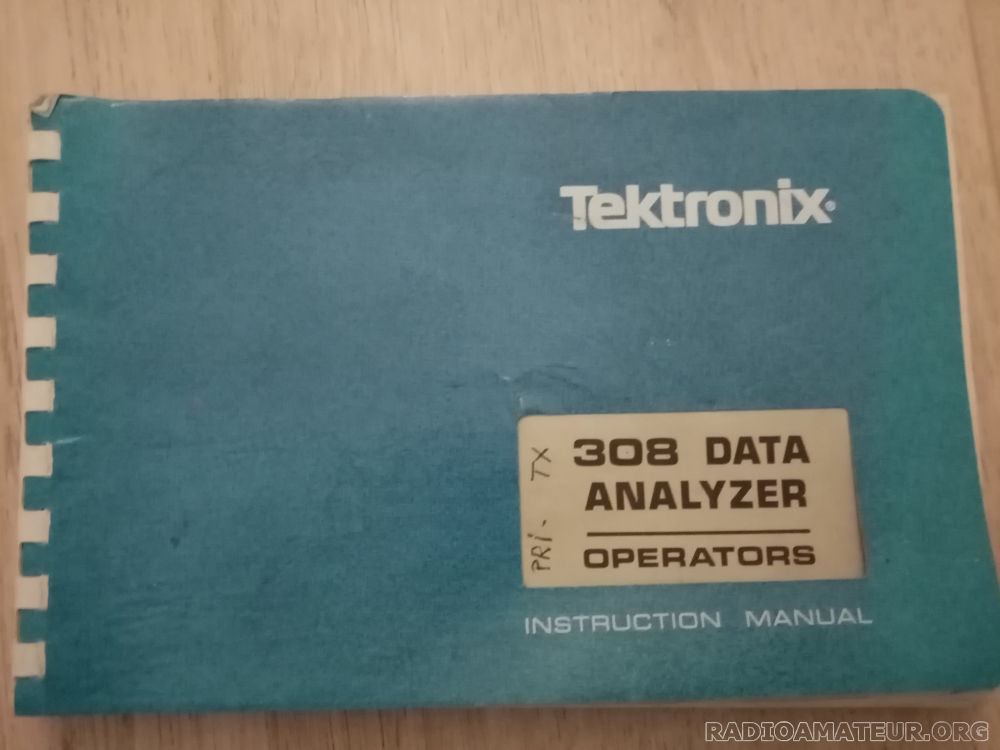 Tektronix®
PRI- TX
308 DATA
ANALYZER
OPERATORS
INSTRUCTION MANUAL
RADIOAMATEUR.ORG